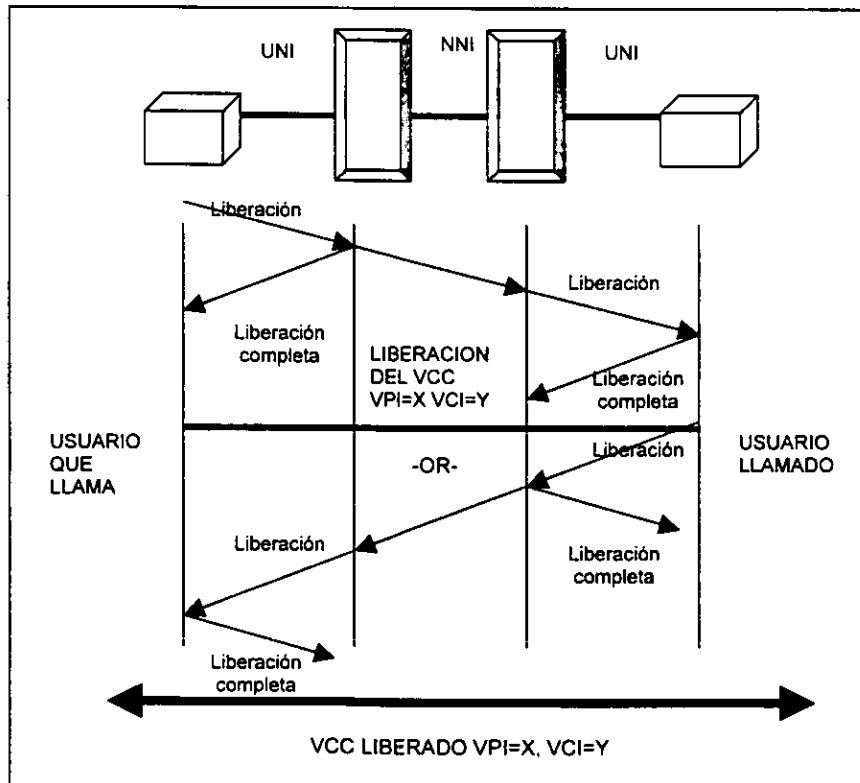 UNI NNI UNI
Liberación
Liberación
Liberación
completa
LIBERACION
DEL VCC
VPI=X VCI=Y
Liberación
completa
USUARIO
QUE
LLAMA
-OR-
Liberación
USUARIO
LLAMADO
Liberación
Liberación
completa
Liberación
completa
VCC LIBERADO VPI=X, VCI=Y